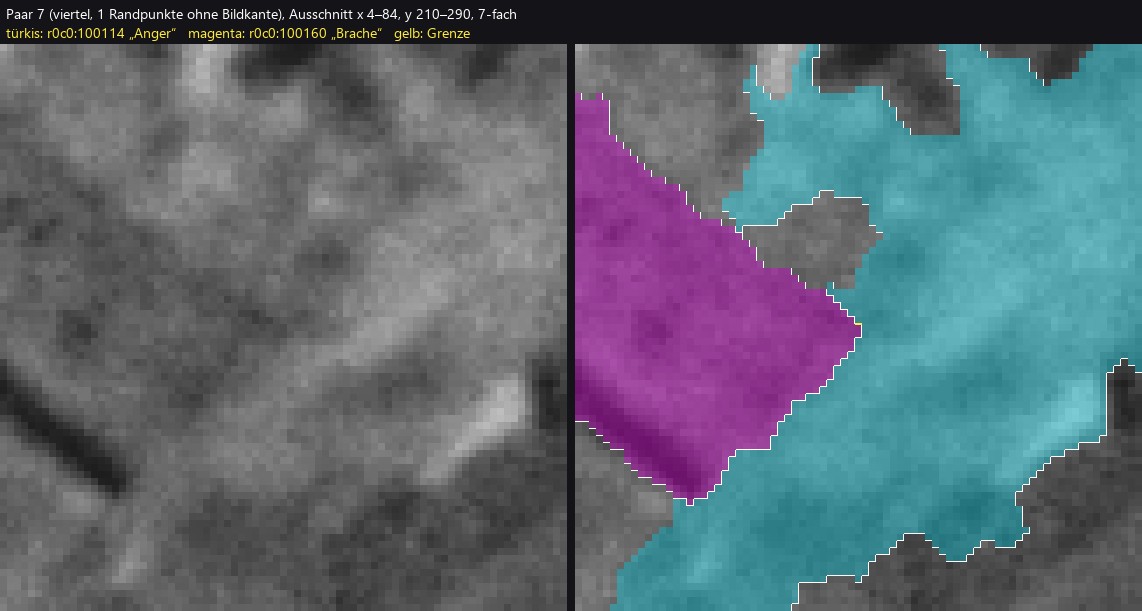 Paar 7 (viertel, 1 Randpunkte ohne Bildkante), Ausschnitt x 4–84, y 210–290, 7-fach
türkis: r0c0:100114 „Anger“ magenta: r0c0:100160 „Brache“ gelb: Grenze